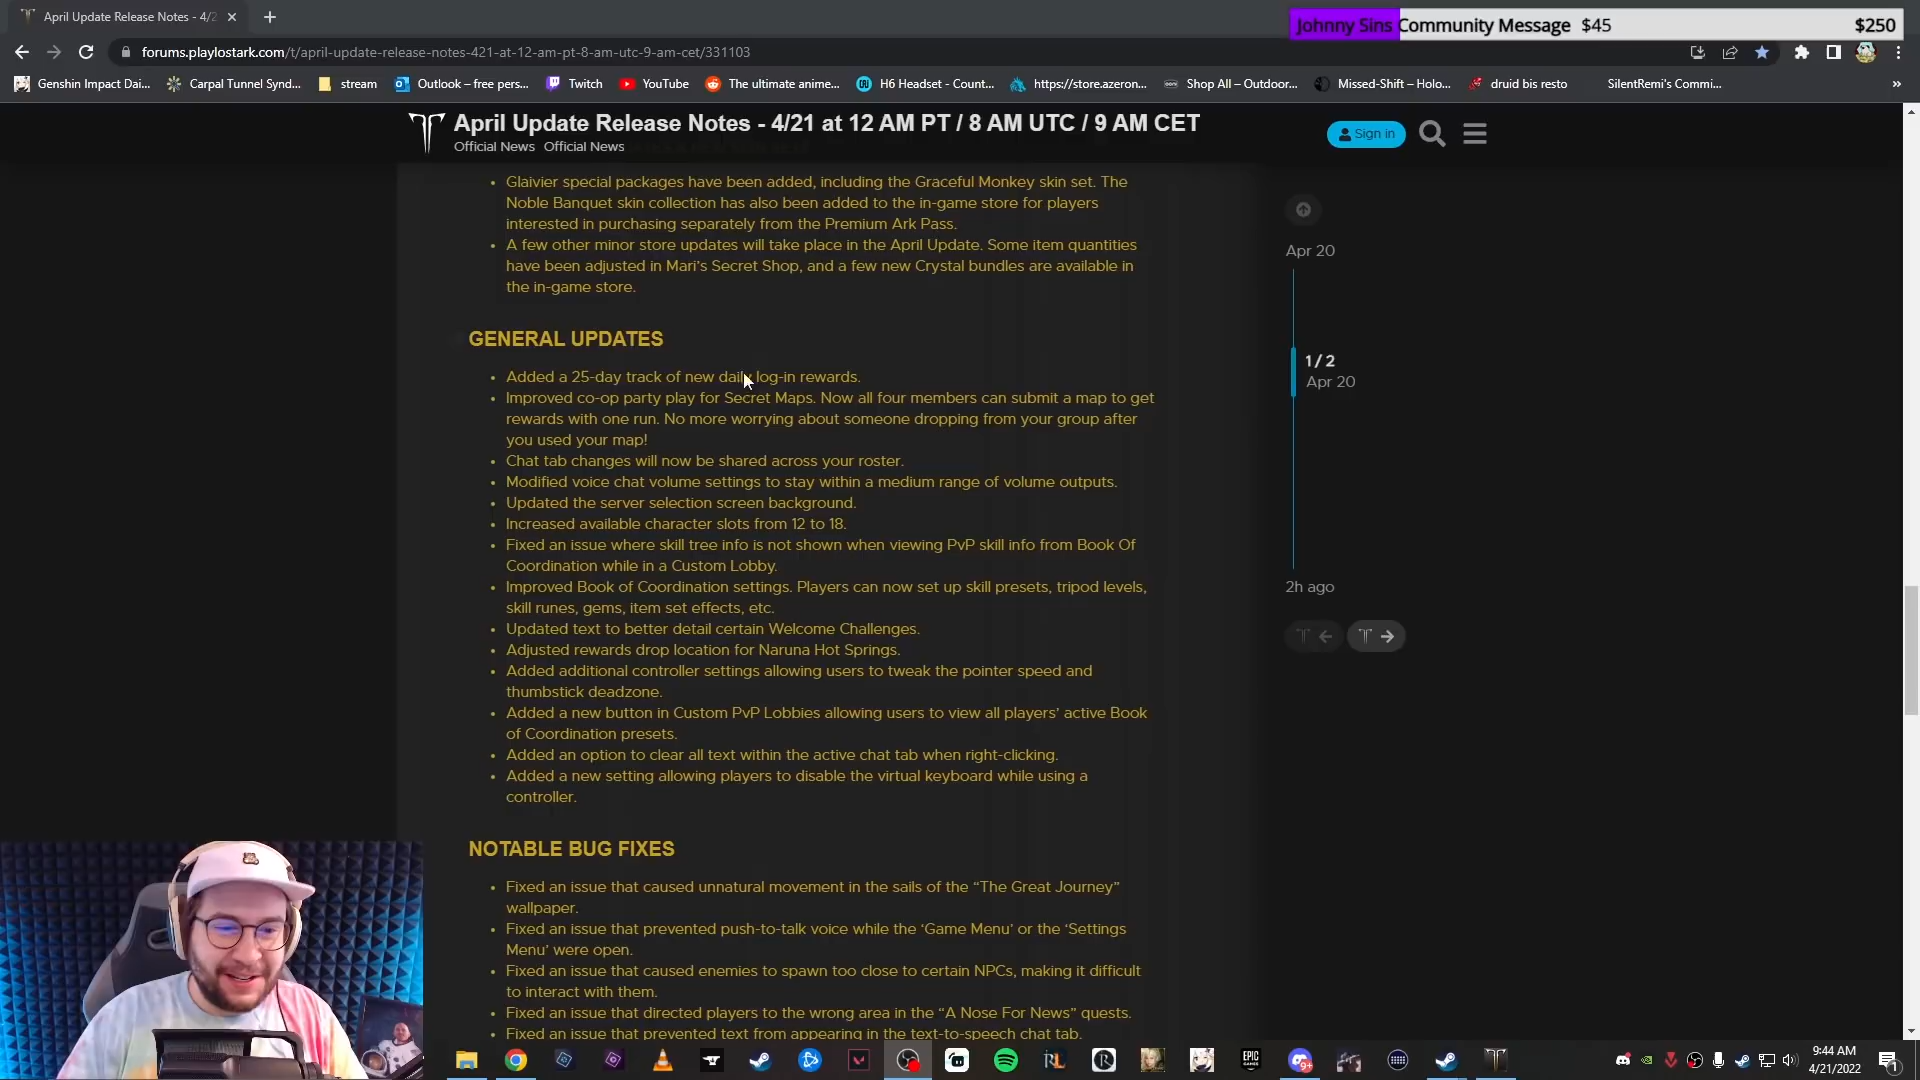 April Update Release Notes - 4/2
Johnny Sins Community Message $45 $250
forums.playlostark.com/t/april-update-release-notes-421-at-12-am-pt-8-am-utc-9-am-cet/331103
Genshin Impact Dai... Carpal Tunnel Synd... stream Outlook – free pers... Twitch YouTube The ultimate anime... H6 Headset - Count... https://store.azeron... Shop All – Outdoor... Missed-Shift – Holo... druid bis resto SilentRemi's Commi... »
April Update Release Notes - 4/21 at 12 AM PT / 8 AM UTC / 9 AM CET
Official News Official News
Sign in
• Glaivier special packages have been added, including the Graceful Monkey skin set. The
Noble Banquet skin collection has also been added to the in-game store for players
interested in purchasing separately from the Premium Ark Pass.
• A few other minor store updates will take place in the April Update. Some item quantities
have been adjusted in Mari's Secret Shop, and a few new Crystal bundles are available in
the in-game store.
GENERAL UPDATES
• Added a 25-day track of new daily log-in rewards.
• Improved co-op party play for Secret Maps. Now all four members can submit a map to get
rewards with one run. No more worrying about someone dropping from your group after
you used your map!
• Chat tab changes will now be shared across your roster.
• Modified voice chat volume settings to stay within a medium range of volume outputs.
• Updated the server selection screen background.
• Increased available character slots from 12 to 18.
• Fixed an issue where skill tree info is not shown when viewing PvP skill info from Book Of
Coordination while in a Custom Lobby.
• Improved Book of Coordination settings. Players can now set up skill presets, tripod levels,
skill runes, gems, item set effects, etc.
• Updated text to better detail certain Welcome Challenges.
• Adjusted rewards drop location for Naruna Hot Springs.
• Added additional controller settings allowing users to tweak the pointer speed and
thumbstick deadzone.
• Added a new button in Custom PvP Lobbies allowing users to view all players' active Book
of Coordination presets.
• Added an option to clear all text within the active chat tab when right-clicking.
• Added a new setting allowing players to disable the virtual keyboard while using a
controller.
NOTABLE BUG FIXES
• Fixed an issue that caused unnatural movement in the sails of the “The Great Journey”
wallpaper.
• Fixed an issue that prevented push-to-talk voice while the ‘Game Menu’ or the ‘Settings
Menu’ were open.
• Fixed an issue that caused enemies to spawn too close to certain NPCs, making it difficult
to interact with them.
• Fixed an issue that directed players to the wrong area in the “A Nose For News” quests.
• Fixed an issue that prevented text from appearing in the text-to-speech chat tab.
Apr 20
1 / 2
Apr 20
2h ago
EPIC
GAMES
9+
9:44 AM
4/21/2022
1